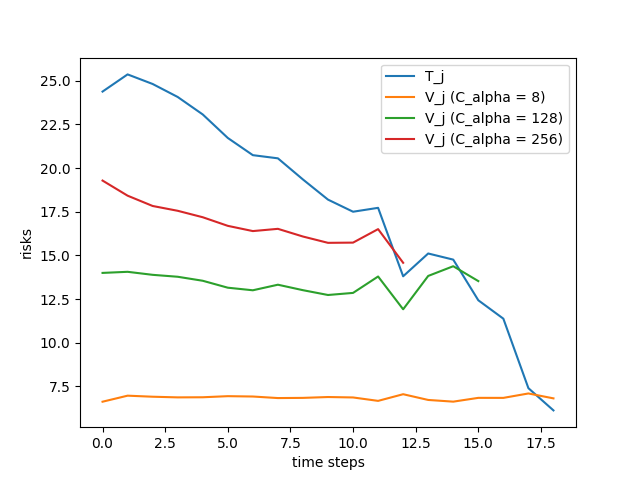 T_j
V_j (C_alpha = 8)
V_j (C_alpha = 128)
V_j (C_alpha = 256)
25.0
22.5
20.0
17.5
15.0
12.5
10.0
7.5
risks
0.0 2.5 5.0 7.5 10.0 12.5 15.0 17.5
time steps